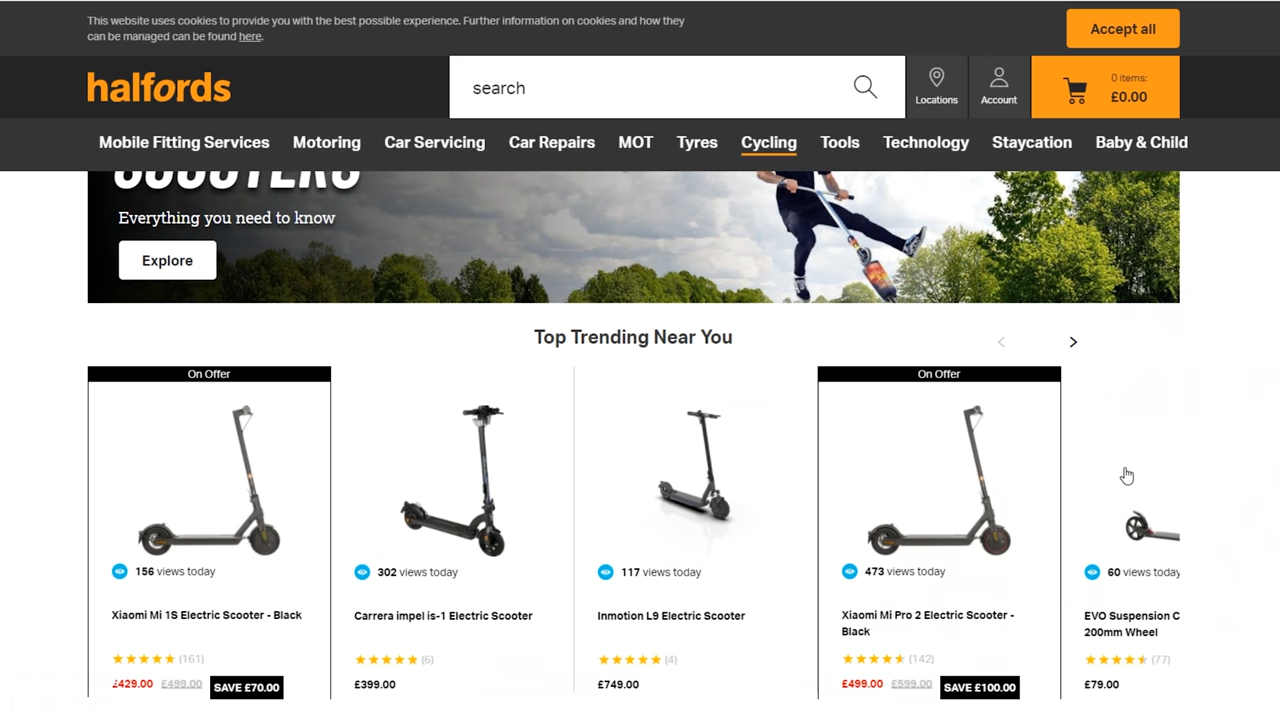 This website uses cookies to provide you with the best possible experience. Further information on cookies and how they
can be managed can be found here.
Accept all
halfords
search
Locations
Account
0 items:
£0.00
Mobile Fitting Services
Motoring
Car Servicing
Car Repairs
MOT
Tyres
Cycling
Tools
Technology
Staycation
Baby & Child
SCOOTERS
Everything you need to know
Explore
Top Trending Near You
On Offer
156 views today
Xiaomi Mi 1S Electric Scooter - Black
(161)
£429.00 £499.00 SAVE £70.00
302 views today
Carrera impel is-1 Electric Scooter
(6)
£399.00
117 views today
Inmotion L9 Electric Scooter
(4)
£749.00
On Offer
473 views today
Xiaomi Mi Pro 2 Electric Scooter -
Black
(142)
£499.00 £599.00 SAVE £100.00
60 views today
EVO Suspension C
200mm Wheel
(77)
£79.00